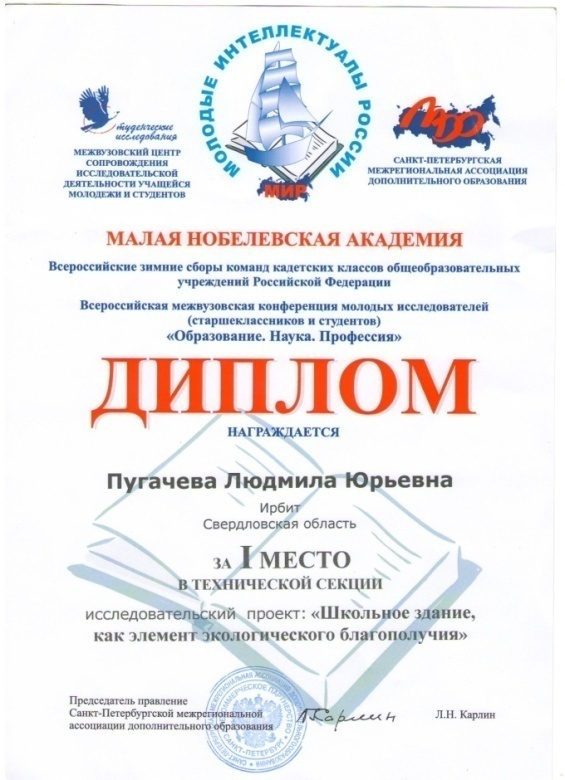 МОЛОДЫЕ ИНТЕЛЛЕКТУАЛЫ РОССИИ
МИР
Студенческие
исследования
МЕЖВУЗОВСКИЙ ЦЕНТР
СОПРОВОЖДЕНИЯ
ИССЛЕДОВАТЕЛЬСКОЙ
ДЕЯТЕЛЬНОСТИ УЧАЩЕЙСЯ
МОЛОДЕЖИ И СТУДЕНТОВ
САНКТ-ПЕТЕРБУРГСКАЯ
МЕЖРЕГИОНАЛЬНАЯ АССОЦИАЦИЯ
ДОПОЛНИТЕЛЬНОГО ОБРАЗОВАНИЯ
МАЛАЯ НОБЕЛЕВСКАЯ АКАДЕМИЯ
Всероссийские зимние сборы команд кадетских классов общеобразовательных
учреждений Российской Федерации
Всероссийская межвузовская конференция молодых исследователей
(старшеклассников и студентов)
«Образование. Наука. Профессия»
ДИПЛОМ
НАГРАЖДАЕТСЯ
Пугачева Людмила Юрьевна
Ирбит
Свердловская область
ЗА I МЕСТО
В ТЕХНИЧЕСКОЙ СЕКЦИИ
исследовательский проект: «Школьное здание,
как элемент экологического благополучия»
Председатель правление
Санкт-Петербургской межрегиональной
ассоциации дополнительного образования
Л.Н. Карлин